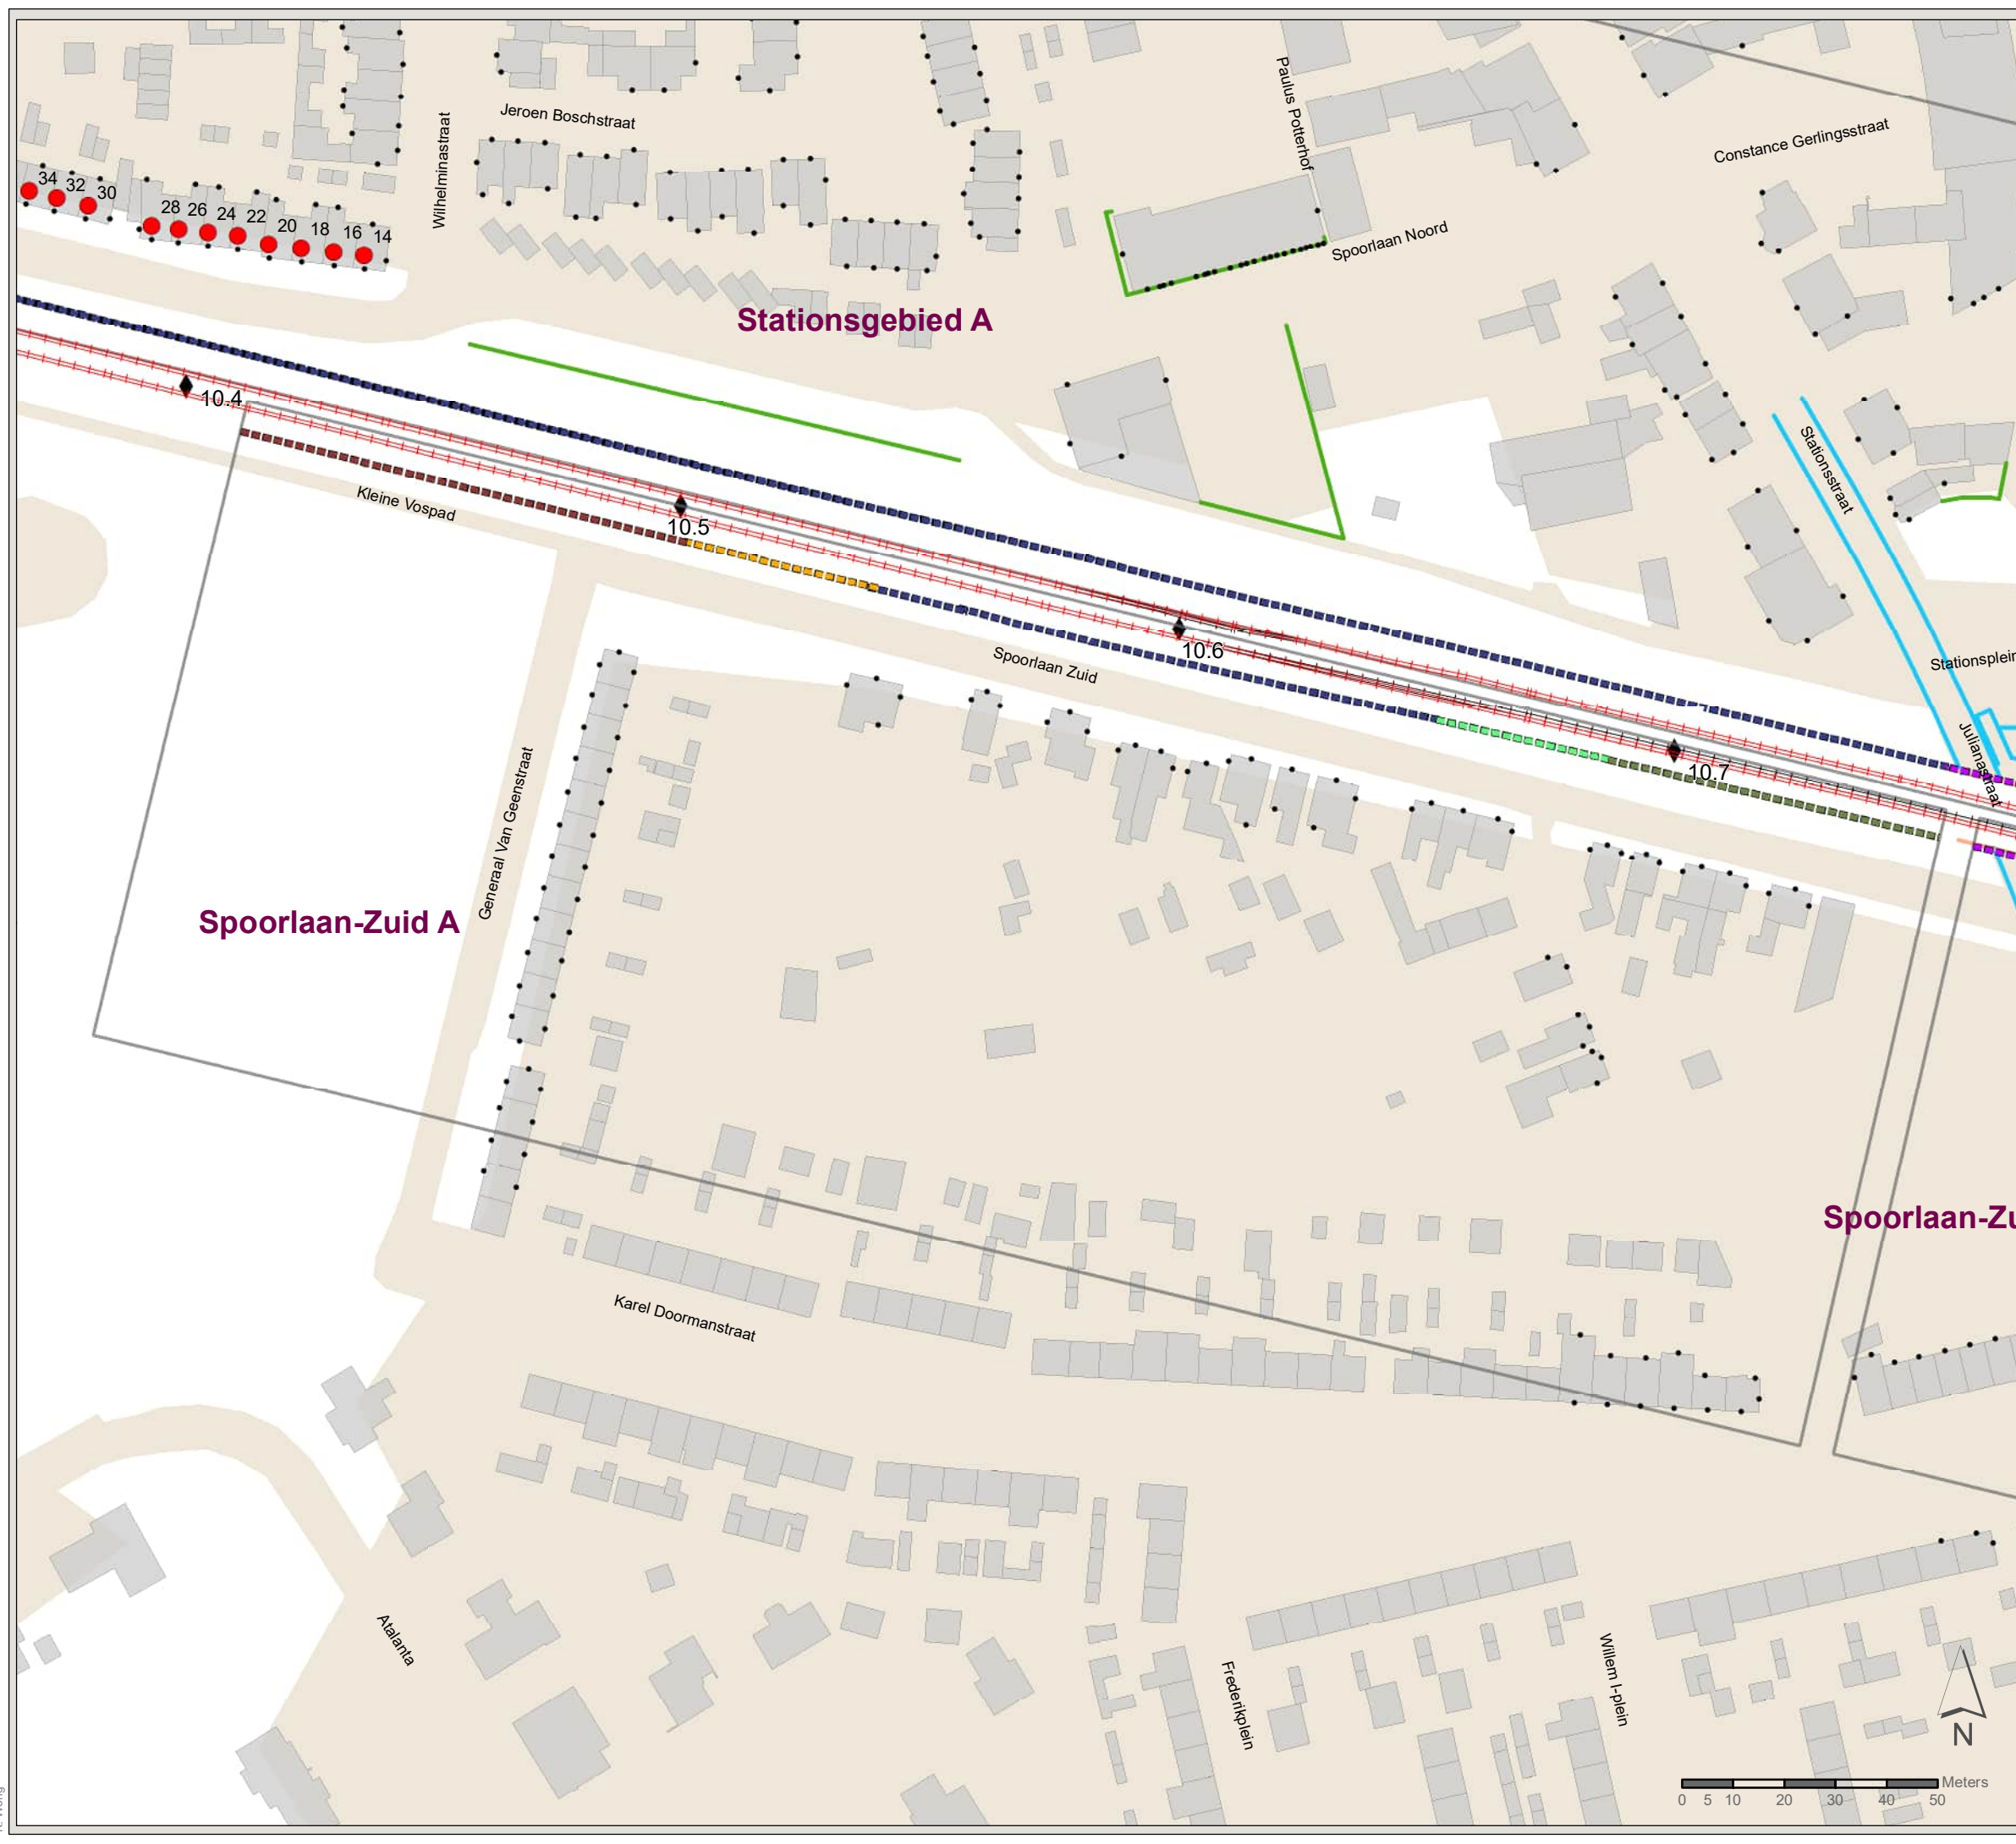 Jeroen Boschstraat
Wilhelminastraat
Paulus Potterhof
Constance Gerlingsstraat
Spoorlaan Noord
34
32
30
28
26
24
22
20
18
16
14
Stationsgebied A
10.4
Kleine Vospad
10.5
Stationsstraat
10.6
Spoorlaan Zuid
Stationsplein
10.7
Julianastraat
Generaal Van Geenstraat
Spoorlaan-Zuid A
Spoorlaan-Zu
Karel Doormanstraat
Atalanta
Frederikplein
Willem I-plein
N
Meters
0 5 10 20 30 40 50